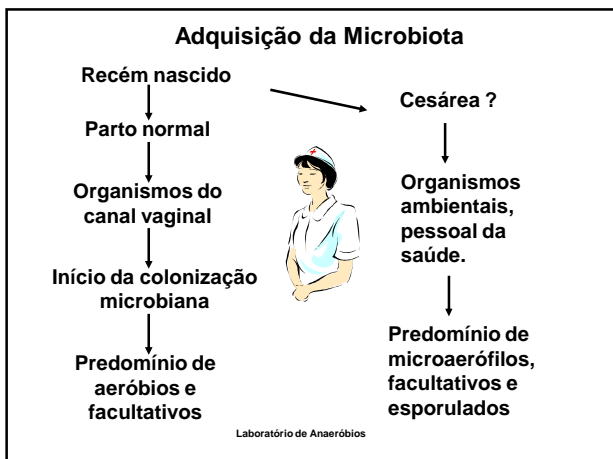 Adquisição da Microbiota
Recém nascido
Parto normal
Organismos do
canal vaginal
Início da colonização
microbiana
Predomínio de
aeróbios e
facultativos
Cesárea ?
Organismos
ambientais,
pessoal da
saúde.
Predomínio de
microaerófilos,
facultativos e
esporulados
Laboratório de Anaeróbios